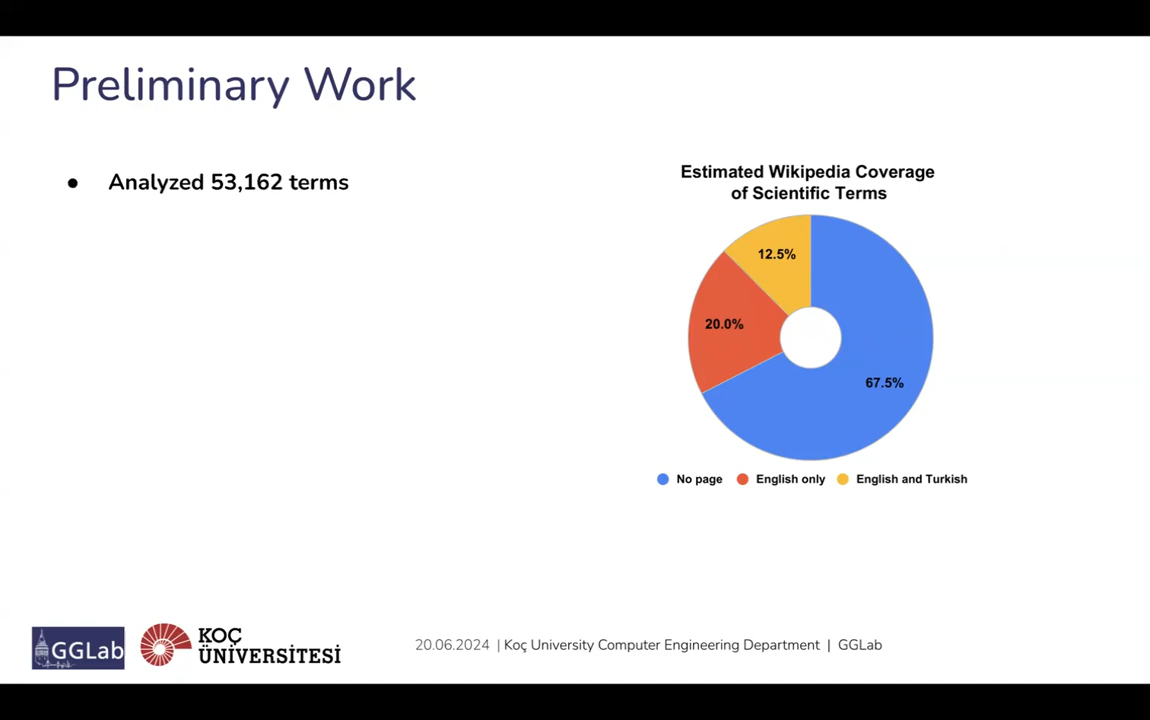 Preliminary Work
● Analyzed 53,162 terms
Estimated Wikipedia Coverage
of Scientific Terms
12.5%
20.0%
67.5%
No page English only English and Turkish
GGLab
KOÇ
ÜNİVERSİTESİ
20.06.2024 | Koç University Computer Engineering Department | GGLab